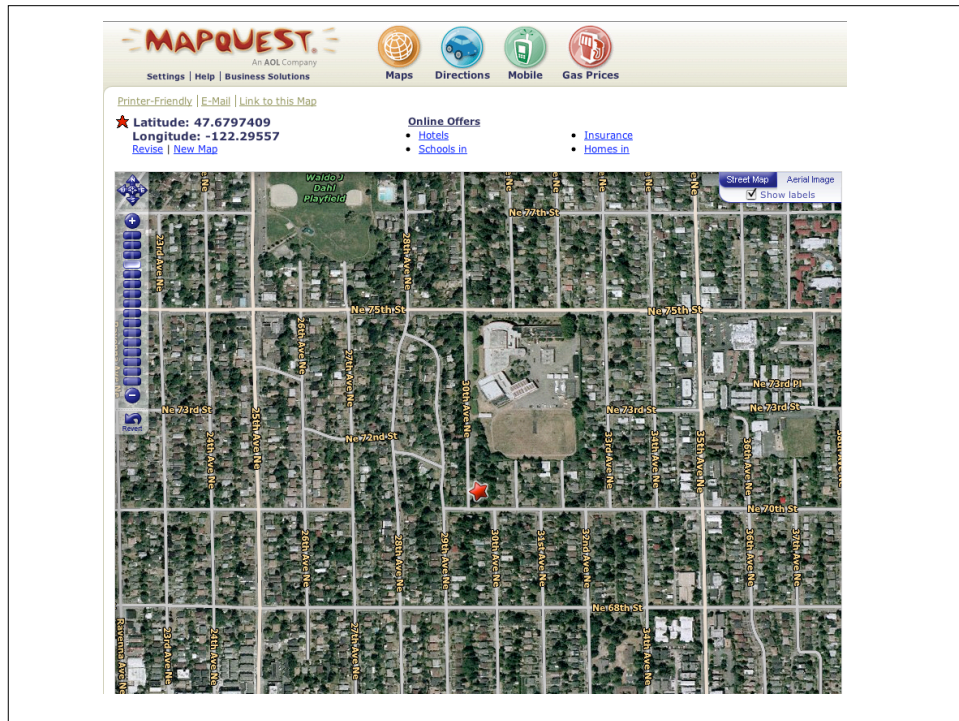 MAPQUEST.
An AOL Company
Settings | Help | Business Solutions
Maps
Directions
Mobile
Gas Prices
Printer-Friendly | E-Mail | Link to this Map
Latitude: 47.6797409
Longitude: -122.29557
Revise | New Map
Online Offers
• Hotels
• Schools in
• Insurance
• Homes in
Street Map
Aerial Image
Show labels
Waldo J
Dahl
Playfield
N
Ne 77th St
23rd Ave Ne
28th Ave Ne
Ne 75th St
Ne 75th St
26th Ave Ne
27th Ave Ne
30th Ave Ne
Ne 73rd Pl
Ne 73rd St
Ne 73rd St
Ne 73rd St
Revert
24th Ave Ne
25th Ave Ne
Ne 72nd St
33rd Ave Ne
34th Ave Ne
35th Ave Ne
36th Ave Ne
Ne 70th St
26th Ave Ne
28th Ave Ne
29th Ave Ne
30th Ave Ne
31st Ave Ne
32nd Ave Ne
36th Ave Ne
37th Ave Ne
Ne 68th St
Ravenna Ave Ne
23rd Ave Ne
24th Ave Ne
27th Ave Ne
34th Ave Ne